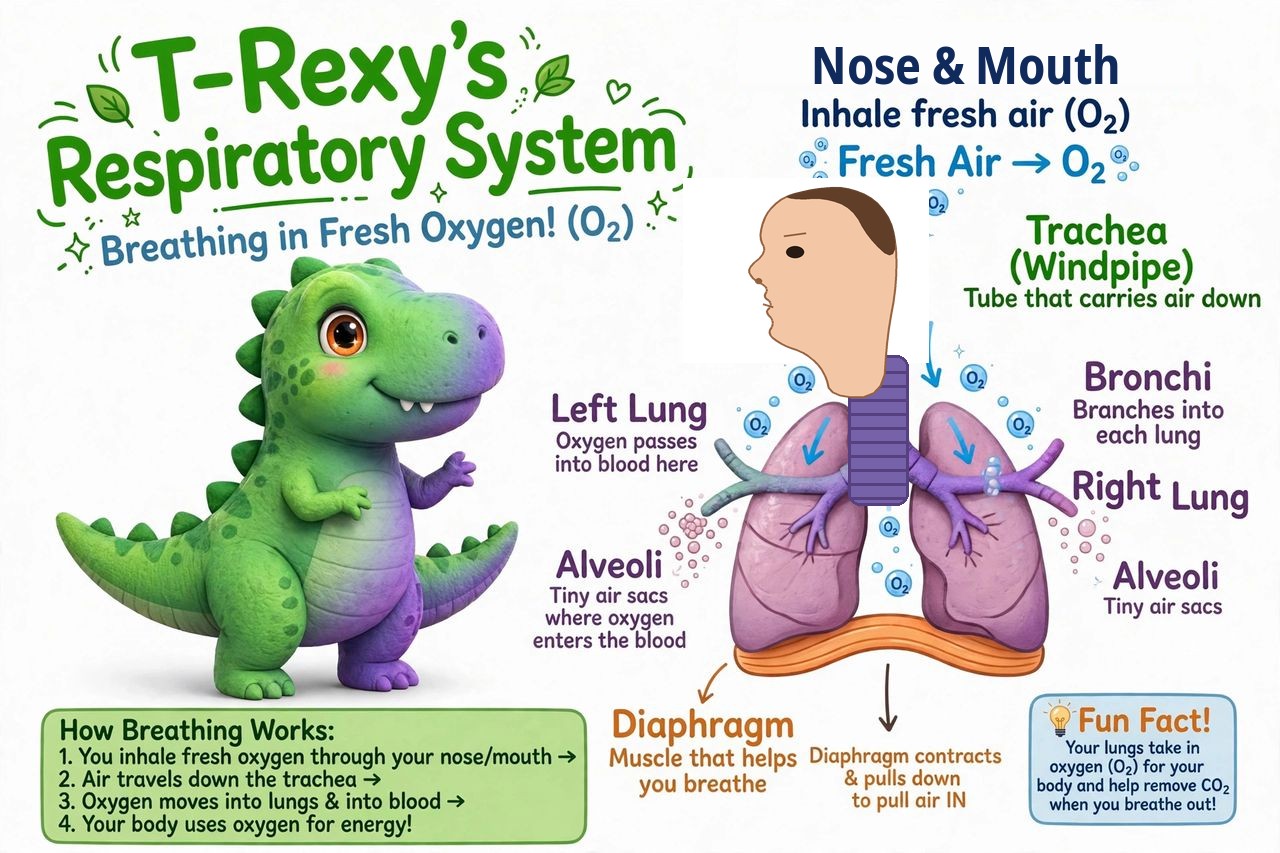 T-Rexy's
Respiratory System
Breathing in Fresh Oxygen! (O₂)
Nose & Mouth
Inhale fresh air (O₂)
O₂
O₂
Fresh Air → O₂
O₂
O₂
Trachea
(Windpipe)
Tube that carries air down
O₂
O₂
Bronchi
Branches into
each lung
Left Lung
Oxygen passes
into blood here
O₂
O₂
Right Lung
O₂
Alveoli
Tiny air sacs
where oxygen
enters the blood
O₂
Alveoli
Tiny air sacs
Diaphragm
Muscle that helps
you breathe
Diaphragm contracts
& pulls down
to pull air IN
How Breathing Works:
1. You inhale fresh oxygen through your nose/mouth →
2. Air travels down the trachea →
3. Oxygen moves into lungs & into blood →
4. Your body uses oxygen for energy!
Fun Fact!
Your lungs take in
oxygen (O₂) for your
body and help remove CO₂
when you breathe out!